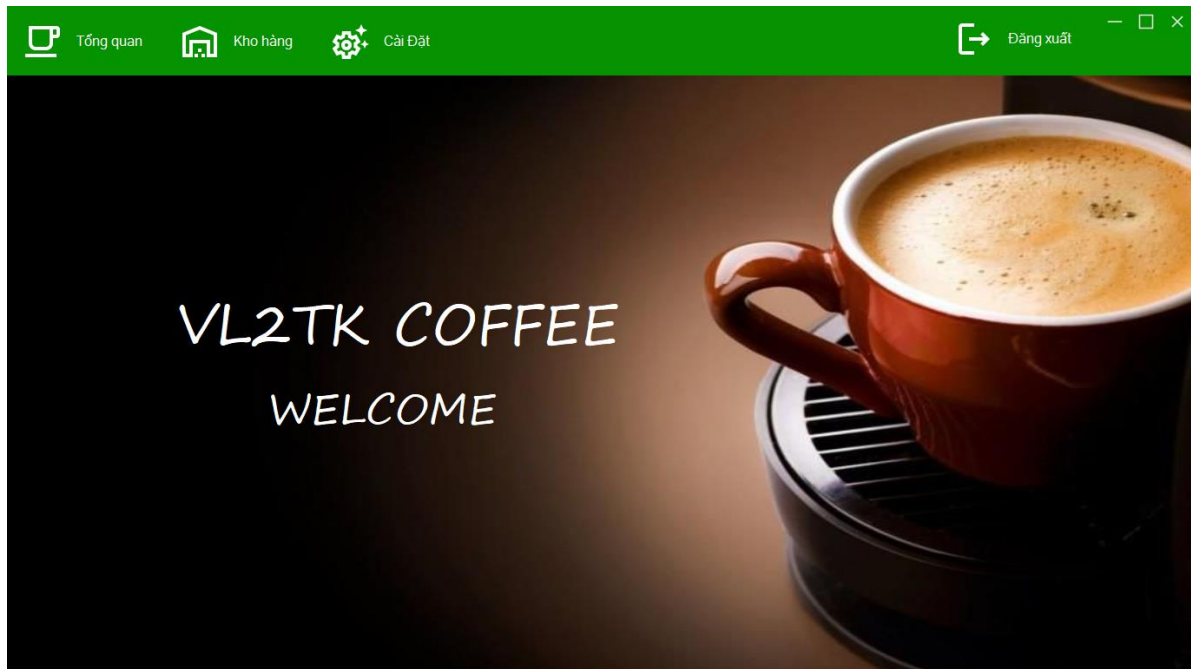 Tổng quan
Kho hàng
Cài Đặt
Đăng xuất
VL2TK COFFEE
WELCOME